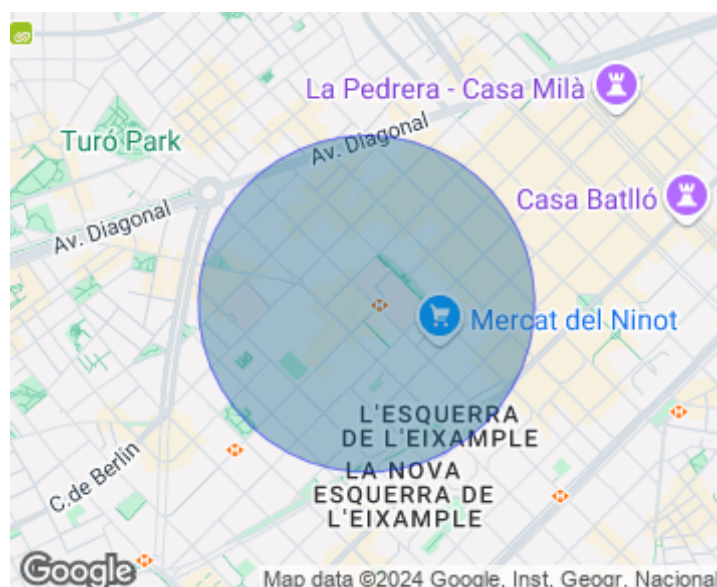 La Pedrera - Casa Milà
Turó Park
Av. Diagonal
Casa Batlló
Av. Diagonal
Mercat del Ninot
L'ESQUERRA
DE L'EIXAMPLE
LA NOVA
ESQUERRA DE
L'EIXAMPLE
C.de Berlín
Google
Map data ©2024 Google, Inst. Geogr. Nacional